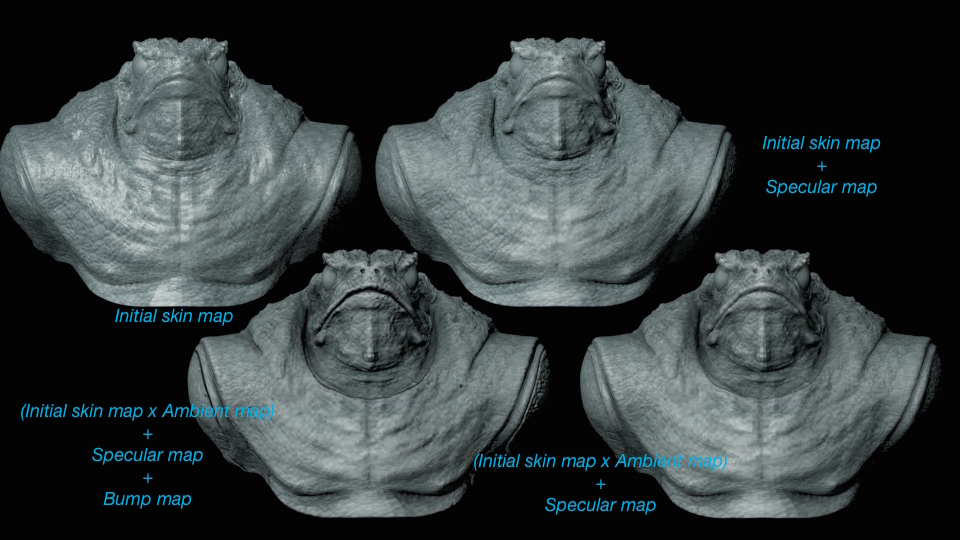 Initial skin map
+
Specular map
Initial skin map
(Initial skin map x Ambient map)
+
Specular map
+
Bump map
(Initial skin map x Ambient map)
+
Specular map